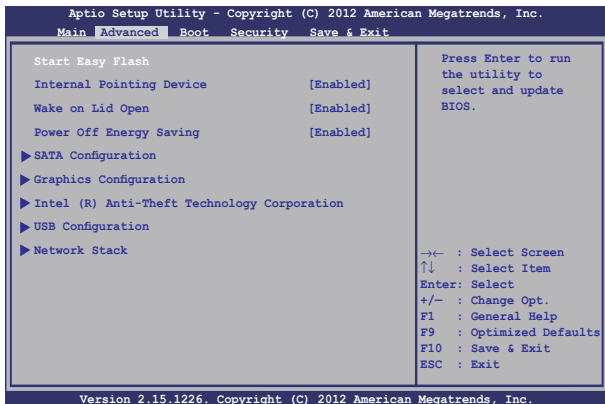 Aptio Setup Utility - Copyright (C) 2012 American Megatrends, Inc.
Main Advanced Boot Security Save & Exit
Start Easy Flash
Internal Pointing Device [Enabled]
Wake on Lid Open [Enabled]
Power Off Energy Saving [Enabled]
SATA Configuration
Graphics Configuration
Intel (R) Anti-Theft Technology Corporation
USB Configuration
Network Stack
Press Enter to run
the utility to
select and update
BIOS.
→← : Select Screen
↑↓ : Select Item
Enter: Select
+/— : Change Opt.
F1 : General Help
F9 : Optimized Defaults
F10 : Save & Exit
ESC : Exit
Version 2.15.1226. Copyright (C) 2012 American Megatrends, Inc.